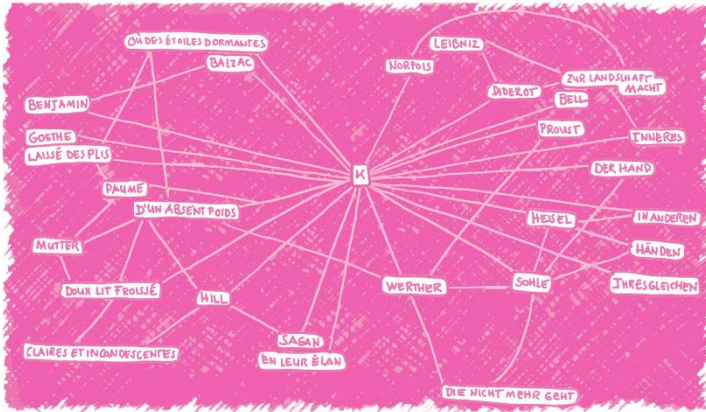 OÙ DES ÉTOILES DORMANTES
BALZAC
LEIBNIZ
NORPOIS
DIDEROT
ZUR LANDSCHAFT
MACHT
BELL
BENJAMIN
GOETHE
LAISSÉ DES PLIS
PROUST
INNERES
K
DER HAND
PAUME
D'UN ABSENT POIDS
HESSEL
IN ANDEREN
MUTTER
HÄNDEN
DOUX LIT FROISSÉ
HILL
WERTHER
SOHLE
IHRESGLEICHEN
SAGAN
CLAIRES ET INCANDESCENTES
EN LEUR ÉLAN
DIE NICHT MEHR GEHT